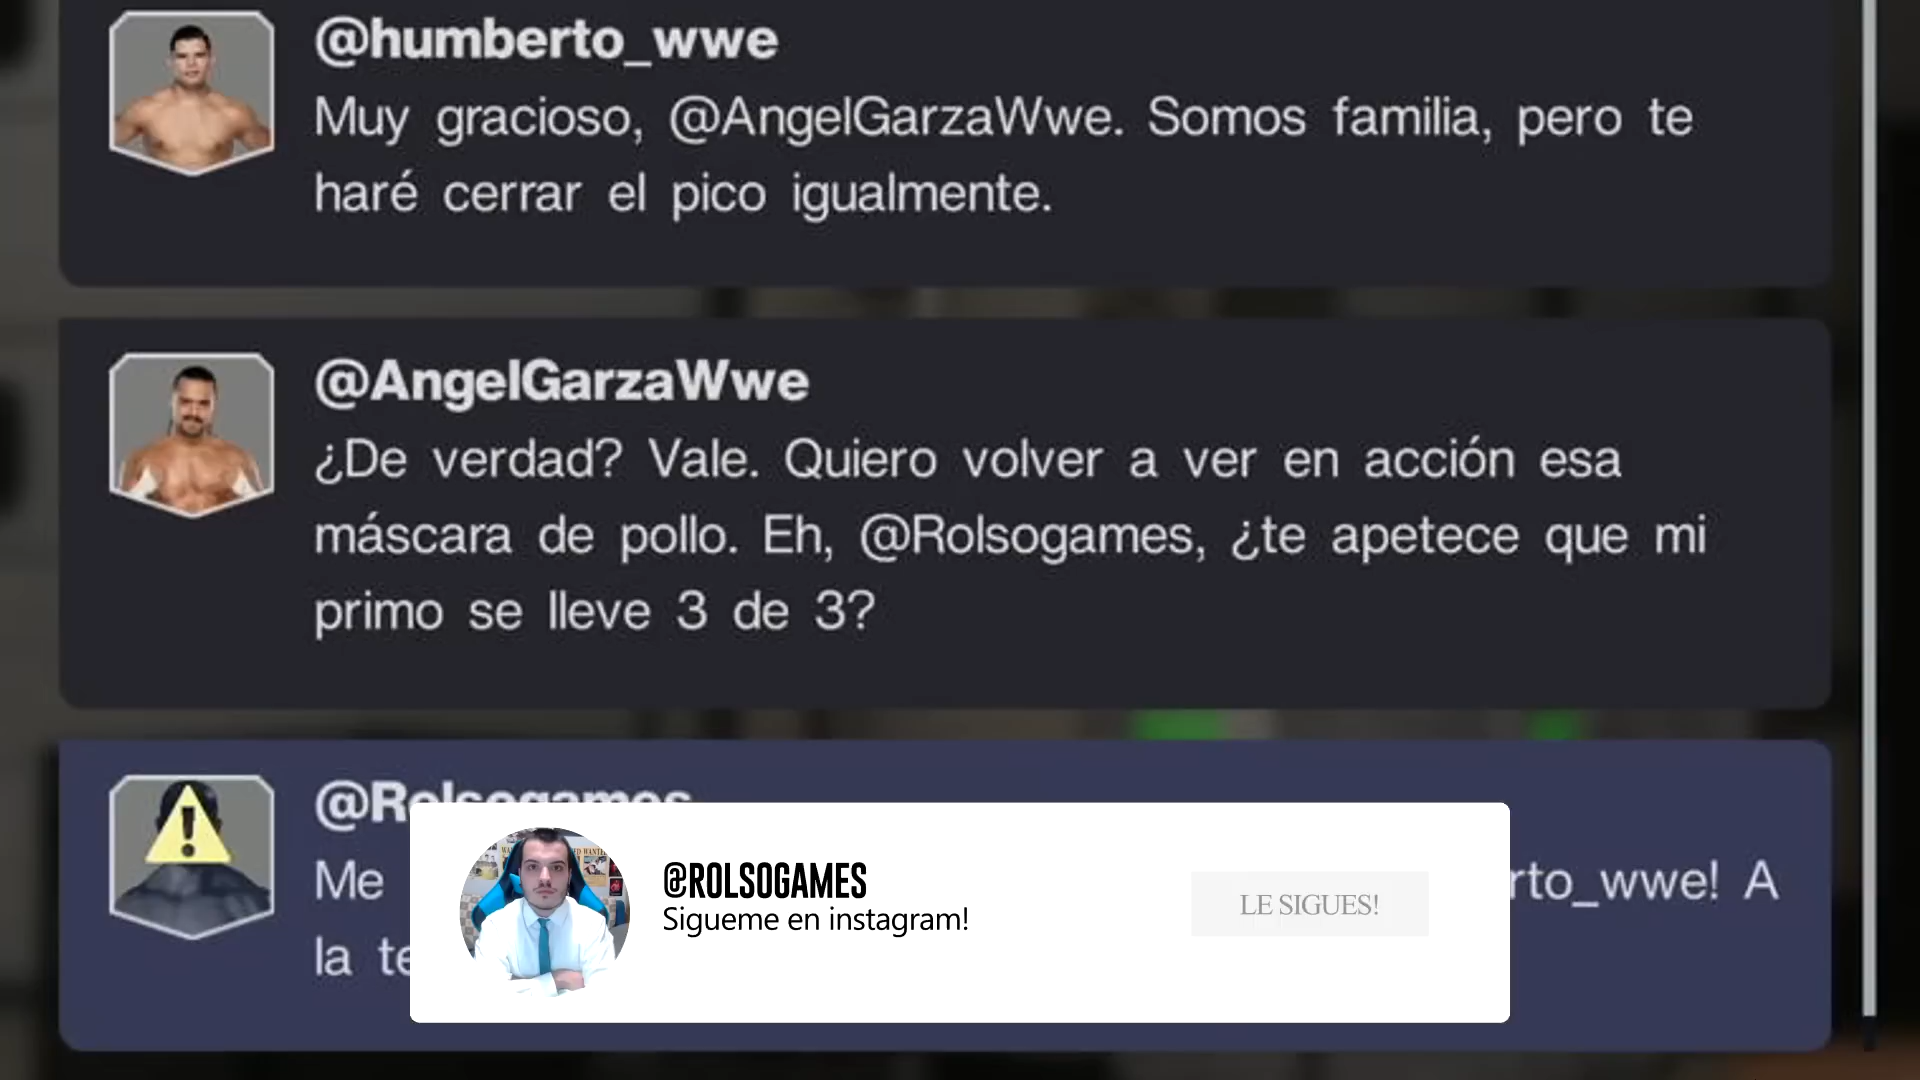 @humberto_wwe
Muy gracioso, @AngelGarzaWwe. Somos familia, pero te
haré cerrar el pico igualmente.
@AngelGarzaWwe
¿De verdad? Vale. Quiero volver a ver en acción esa
máscara de pollo. Eh, @Rolsogames, ¿te apetece que mi
primo se lleve 3 de 3?
@Rolsogames
Me rto_wwe! A
la te
@ROLSOGAMES
Sigueme en instagram!
LE SIGUES!